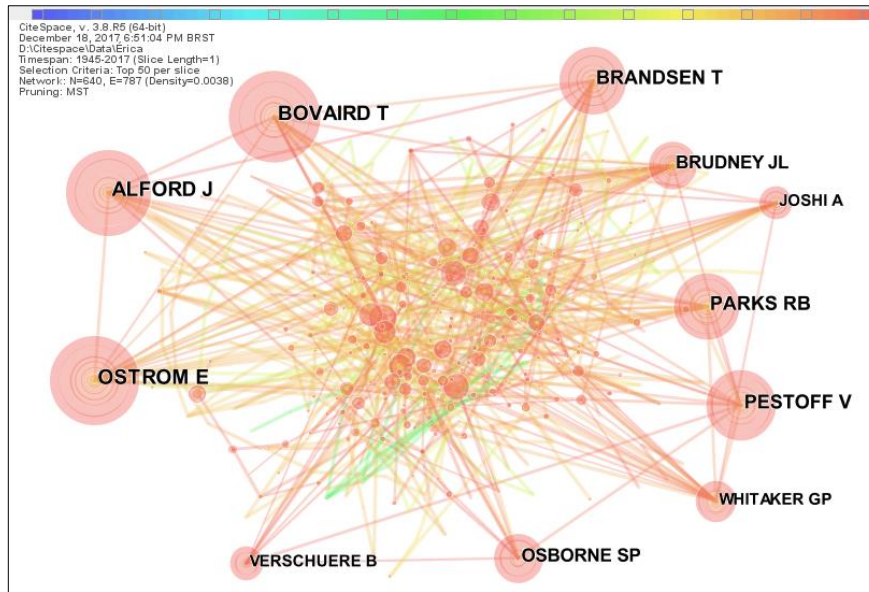 CiteSpace, v. 3.8.R5 (64-bit)
December 18, 2017 6:51:04 PM BRST
D:\Citespace\Data\Érica
Timespan: 1945-2017 (Slice Length=1)
Selection Criteria: Top 50 per slice
Network: N=640, E=787 (Density=0.0038)
Pruning: MST
BRANDSEN T
BOVAIRD T
BRUDNEY JL
ALFORD J
JOSHI A
PARKS RB
OSTROM E
PESTOFF V
WHITAKER GP
OSBORNE SP
VERSCHUERE B